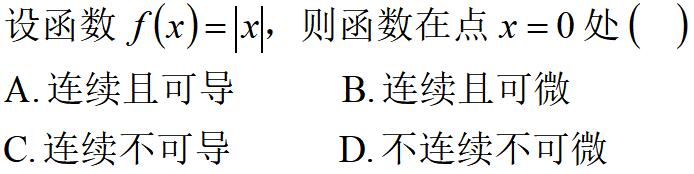 设函数 f(x)=|x|，则函数在点 x=0 处(   )
A. 连续且可导   B. 连续且可微
C. 连续不可导   D. 不连续不可微